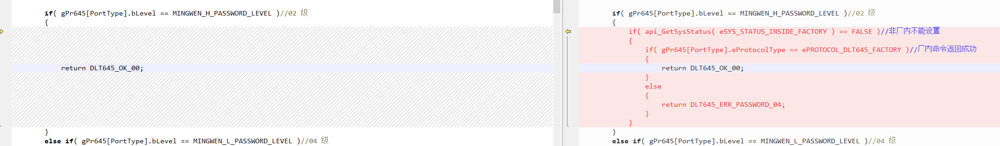 if( gPr645[PortType].bLevel == MINGWEN_H_PASSWORD_LEVEL )//02 级
{
return DLT645_OK_00;
}
else if( gPr645[PortType].bLevel == MINGWEN_L_PASSWORD_LEVEL )//04 级
if( gPr645[PortType].bLevel == MINGWEN_H_PASSWORD_LEVEL )//02 级
{
if( api_GetSysStatus( eSYS_STATUS_INSIDE_FACTORY ) == FALSE )//非厂内不能设置
{
if( gPr645[PortType].eProtocolType == ePROTOCOL_DLT645_FACTORY )//厂内命令返回成功
{
return DLT645_OK_00;
}
else
{
return DLT645_ERR_PASSWORD_04;
}
}
}
else if( gPr645[PortType].bLevel == MINGWEN_L_PASSWORD_LEVEL )//04 级